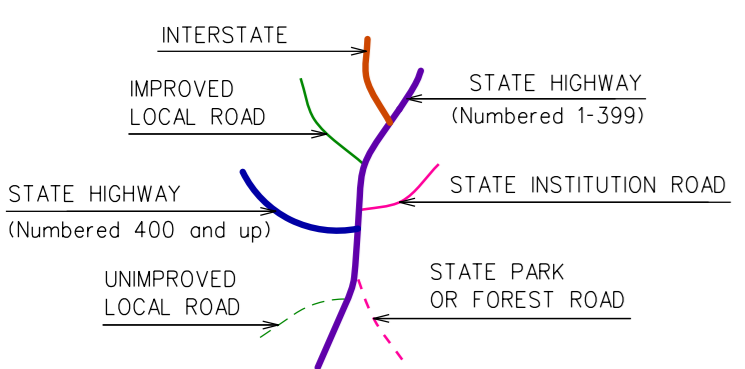 INTERSTATE
STATE HIGHWAY
(Numbered 1-399)
IMPROVED
LOCAL ROAD
STATE HIGHWAY
(Numbered 400 and up)
STATE INSTITUTION ROAD
UNIMPROVED
LOCAL ROAD
STATE PARK
OR FOREST ROAD